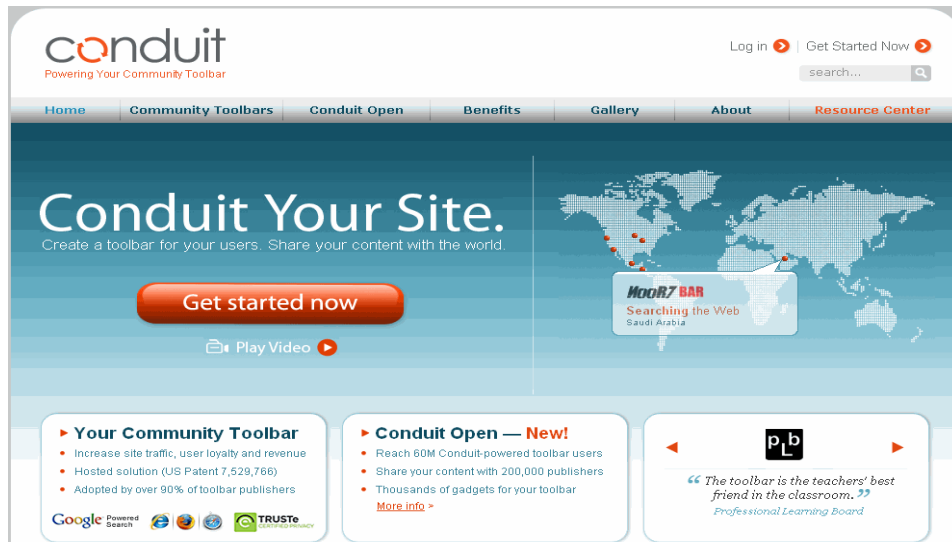 conduit
Powering Your Community Toolbar
Log in
Get Started Now
search...
Home
Community Toolbars
Conduit Open
Benefits
Gallery
About
Resource Center
Conduit Your Site.
Create a toolbar for your users. Share your content with the world.
Get started now
Play Video
NooR7 BAR
Searching the Web
Saudi Arabia
Your Community Toolbar
Increase site traffic, user loyalty and revenue
Hosted solution (US Patent 7,529,766)
Adopted by over 90% of toolbar publishers
Google Powered Search
TRUSTe
CERTIFIED PRIVACY
Conduit Open — New!
Reach 60M Conduit-powered toolbar users
Share your content with 200,000 publishers
Thousands of gadgets for your toolbar
More info >
pLb
“ The toolbar is the teachers' best
friend in the classroom. ”
Professional Learning Board